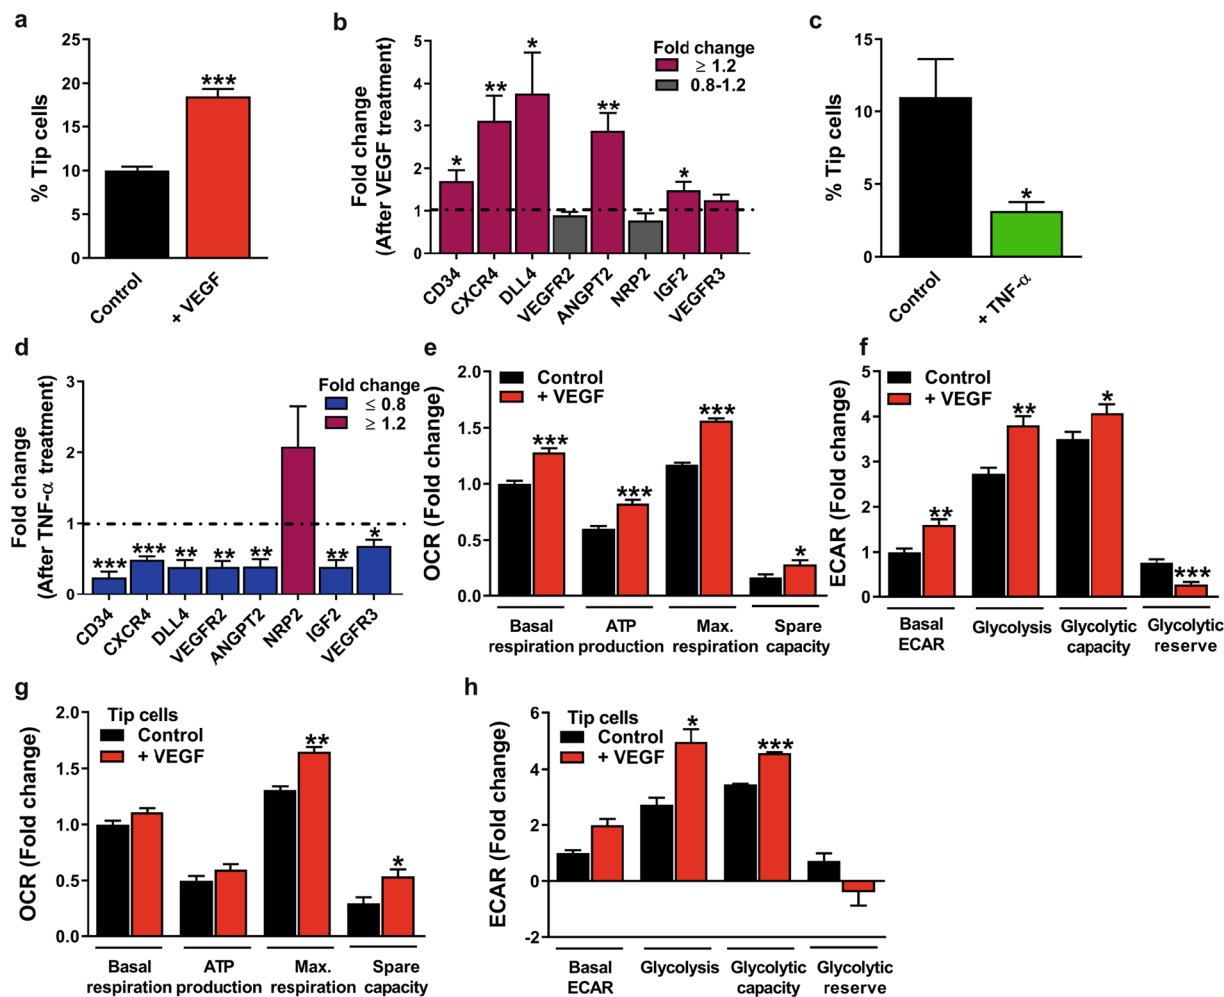 a
25
20
15
10
5
0
% Tip cells
***
Control
+ VEGF
b
5
4
3
2
1
0
Fold change
(After VEGF treatment)
Fold change
≥ 1.2
0.8-1.2
*
**
*
**
*
CD34
CXCR4
DLL4
VEGFR2
ANGPT2
NRP2
IGF2
VEGFR3
c
15
10
5
0
% Tip cells
*
Control
+ TNF-α
d
3
2
1
0
Fold change
(After TNF-α treatment)
Fold change
≤ 0.8
≥ 1.2
***
***
**
**
**
**
*
CD34
CXCR4
DLL4
VEGFR2
ANGPT2
NRP2
IGF2
VEGFR3
e
2.0
1.5
1.0
0.5
0.0
OCR (Fold change)
Control
+ VEGF
***
***
***
*
Basal
respiration
ATP
production
Max.
respiration
Spare
capacity
f
5
4
3
2
1
0
ECAR (Fold change)
Control
+ VEGF
**
**
*
***
Basal
ECAR
Glycolysis
Glycolytic
capacity
Glycolytic
reserve
g
2.0
1.5
1.0
0.5
0.0
OCR (Fold change)
Tip cells
Control
+ VEGF
**
*
Basal
respiration
ATP
production
Max.
respiration
Spare
capacity
h
6
4
2
0
-2
ECAR (Fold change)
Tip cells
Control
+ VEGF
*
***
Basal
ECAR
Glycolysis
Glycolytic
capacity
Glycolytic
reserve